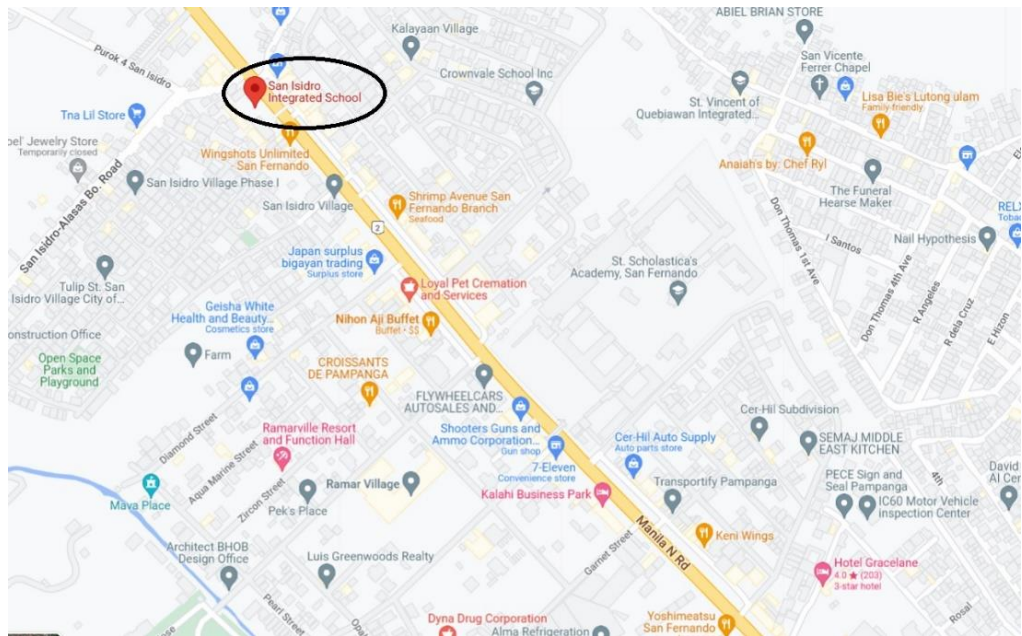 ABIEL BRIAN STORE
Kalayaan Village
Purok 4 San Isidro
San Vicente
Ferrer Chapel
Crownvale School Inc
San Isidro
Integrated School
St. Vincent of
Quebiawan Integrated...
Lisa Bie's Lutong ulam
Family-friendly
Tna Lil Store
oel' Jewelry Store
Temporarily closed
Wingshots Unlimited
San Fernando
Anaiah's by: Chef Ryl
San Isidro Village Phase I
San Isidro Village
The Funeral
Hearse Maker
Shrimp Avenue San
Fernando Branch
Seafood
RELX
Tobac
2
San Isidro-Alasas Bo. Road
Don Thomas 1st Ave
I Santos
Nail Hypothesis
Japan surplus
bigayan trading
Surplus store
St. Scholastica's
Academy, San Fernando
Don Thomas 4th Ave
R Angeles
R dela Cruz
E Hizon
Tulip St. San
Isidro Village City of...
Loyal Pet Cremation
and Services
Geisha White
Health and Beauty...
Cosmetics store
Nihon Aji Buffet
Buffet • $$
onstruction Office
Farm
Open Space
Parks and
Playground
CROISSANTS
DE PAMPANGA
FLYWHEELCARS
AUTOSALES AND...
Cer-Hil Subdivision
Diamond Street
Ramarville Resort
and Function Hall
Shooters Guns and
Ammo Corporation...
Gun shop
Cer-Hil Auto Supply
Auto parts store
SEMAJ MIDDLE
EAST KITCHEN
4th
Aqua Marine Street
7-Eleven
Convenience store
Zircon Street
Ramar Village
Transportify Pampanga
PECE Sign and
Seal Pampanga
David
AI Cer
Mava Place
Pek's Place
Kalahi Business Park
IC60 Motor Vehicle
Inspection Center
Manila N Rd
Keni Wings
Architect BHOB
Design Office
Luis Greenwoods Realty
Garnet Street
Hotel Gracelane
4.0 ★ (203)
3-star hotel
Pearl Street
Rosal
Dyna Drug Corporation
Yoshimeatsu
San Fernando
Alma Refrigeration